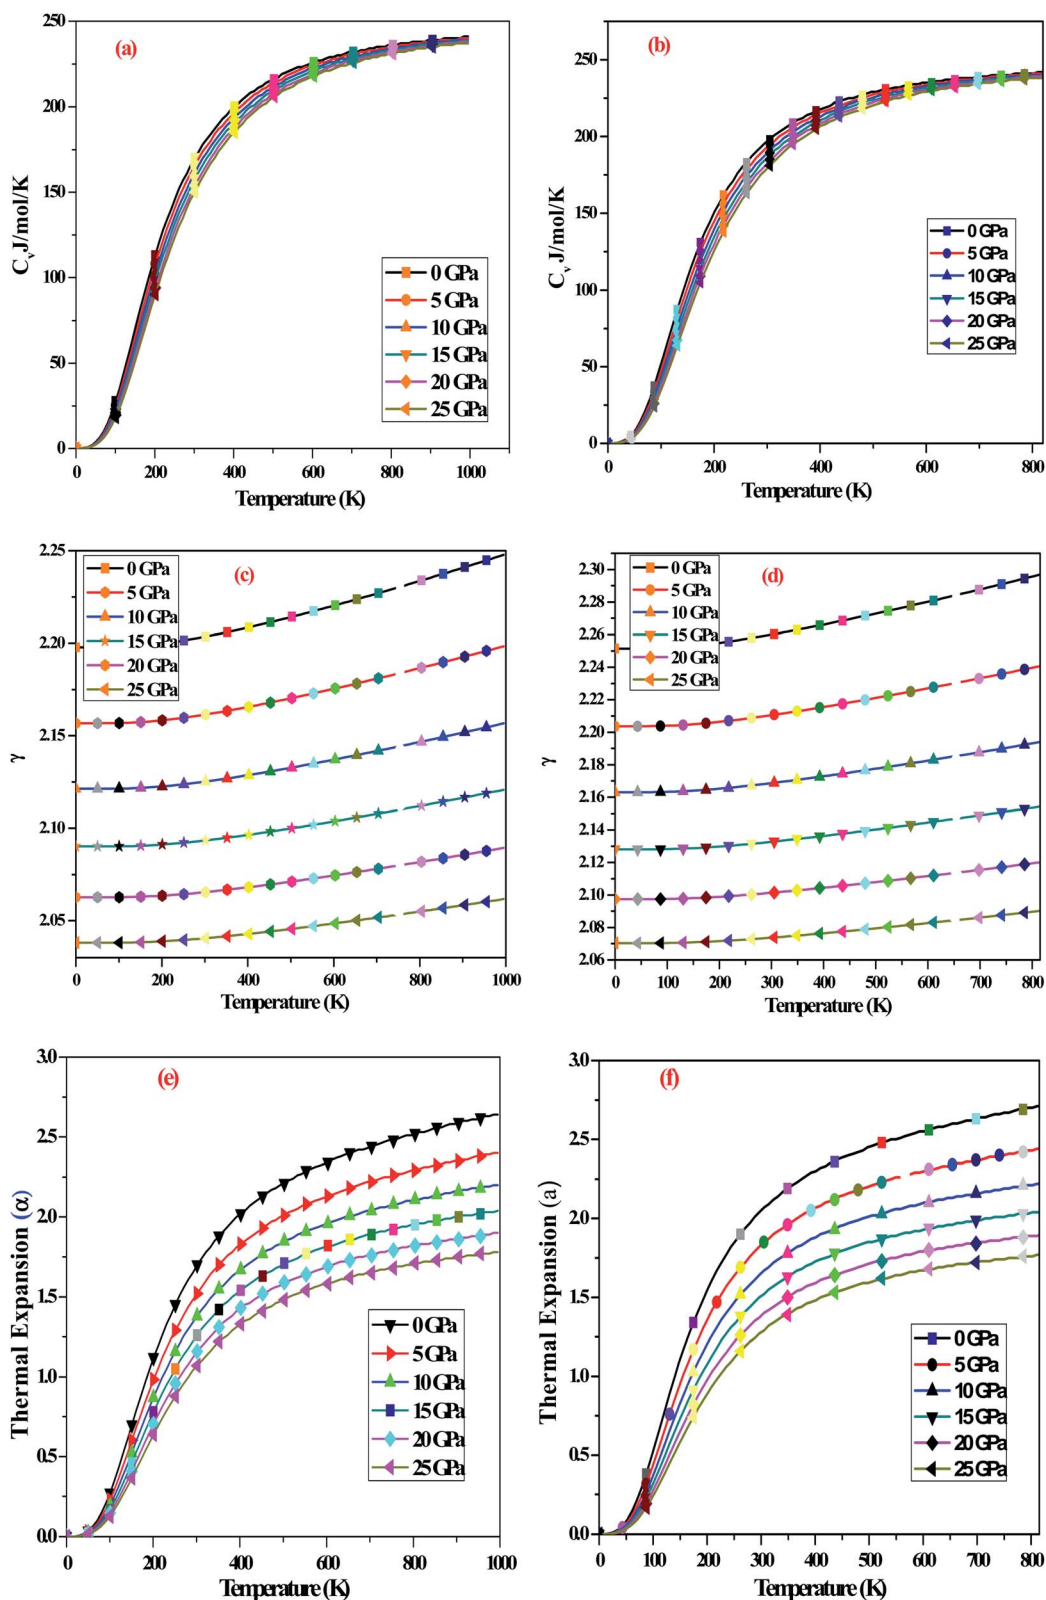 (a)
250
200
150
100
50
0
Cv J/mol/K
0 GPa
5 GPa
10 GPa
15 GPa
20 GPa
25 GPa
0 200 400 600 800 1000
Temperature (K)
(b)
250
200
150
100
50
0
Cv J/mol/K
0 GPa
5 GPa
10 GPa
15 GPa
20 GPa
25 GPa
0 200 400 600 800
Temperature (K)
(c)
2.25
2.20
2.15
2.10
2.05
γ
0 GPa
5 GPa
10 GPa
15 GPa
20 GPa
25 GPa
0 200 400 600 800 1000
Temperature (K)
(d)
2.30
2.28
2.26
2.24
2.22
2.20
2.18
2.16
2.14
2.12
2.10
2.08
2.06
γ
0 GPa
5 GPa
10 GPa
15 GPa
20 GPa
25 GPa
0 100 200 300 400 500 600 700 800
Temperature (K)
(e)
3.0
2.5
2.0
1.5
1.0
0.5
0.0
Thermal Expansion (α)
0 GPa
5 GPa
10 GPa
15 GPa
20 GPa
25 GPa
0 200 400 600 800 1000
Temperature (K)
(f)
3.0
2.5
2.0
1.5
1.0
0.5
0.0
Thermal Expansion (a)
0 GPa
5 GPa
10 GPa
15 GPa
20 GPa
25 GPa
0 100 200 300 400 500 600 700 800
Temperature (K)